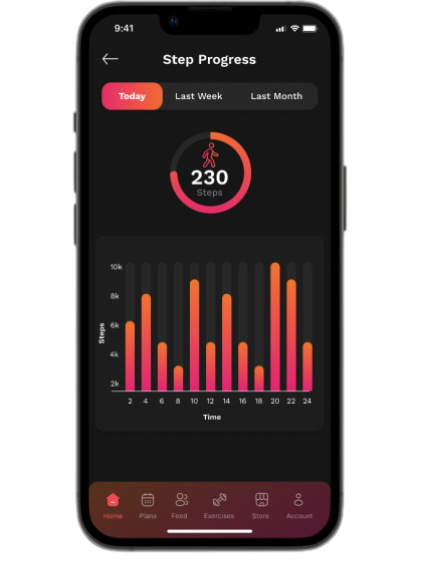 9:41
Step Progress
Today Last Week Last Month
230
Steps
10k
8k
6k
4k
2k
Steps
2 4 6 8 10 12 14 16 18 20 22 24
Time
Home Plans Feed Exercises Store Account